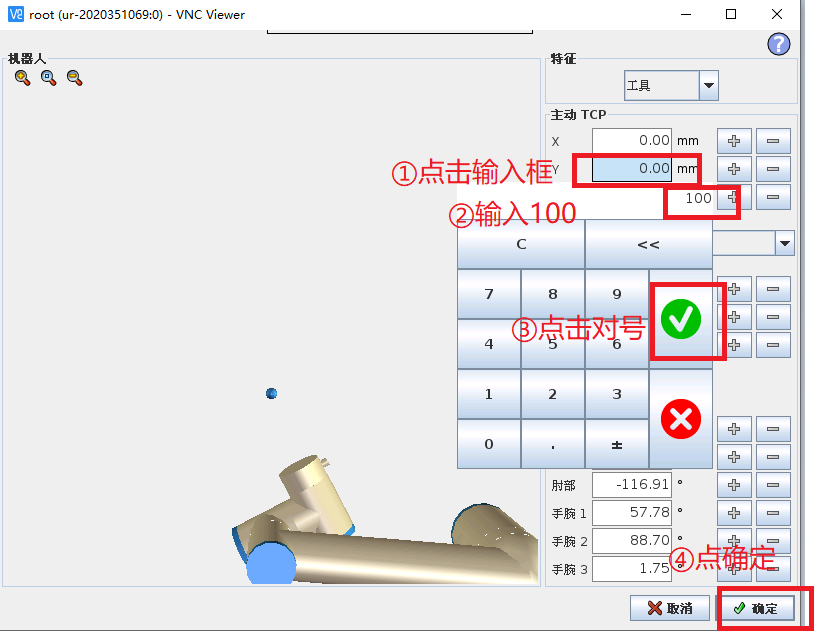 root (ur-2020351069:0) - VNC Viewer
机器人
特征
工具
主动 TCP
X 0.00 mm
①点击输入框
Y 0.00 mm
100
②输入100
C <<
7 8 9
③点击对号
4 5 6
1 2 3
0 . ±
肘部 -116.91 °
手腕 1 57.78 °
手腕 2 88.70 °
④点确定
手腕 3 1.75 °
取消 确定